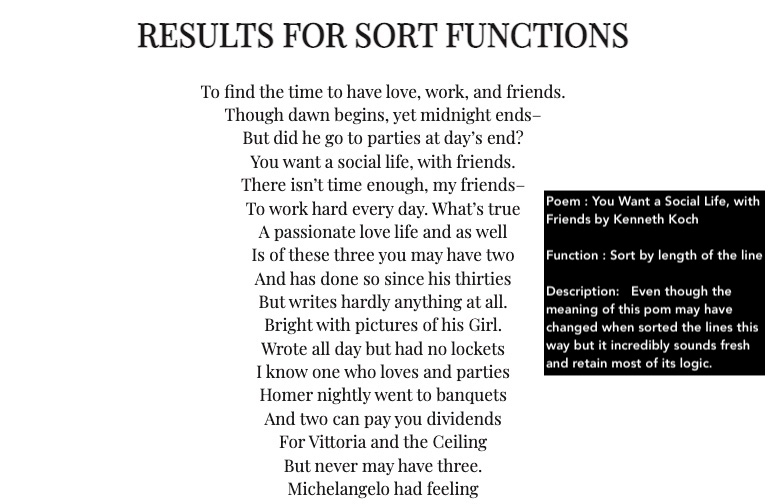 RESULTS FOR SORT FUNCTIONS
To find the time to have love, work, and friends.
Though dawn begins, yet midnight ends–
But did he go to parties at day’s end?
You want a social life, with friends.
There isn’t time enough, my friends–
To work hard every day. What’s true
A passionate love life and as well
Is of these three you may have two
And has done so since his thirties
But writes hardly anything at all.
Bright with pictures of his Girl.
Wrote all day but had no lockets
I know one who loves and parties
Homer nightly went to banquets
And two can pay you dividends
For Vittoria and the Ceiling
But never may have three.
Michelangelo had feeling
Poem : You Want a Social Life, with
Friends by Kenneth Koch
Function : Sort by length of the line
Description: Even though the
meaning of this pom may have
changed when sorted the lines this
way but it incredibly sounds fresh
and retain most of its logic.